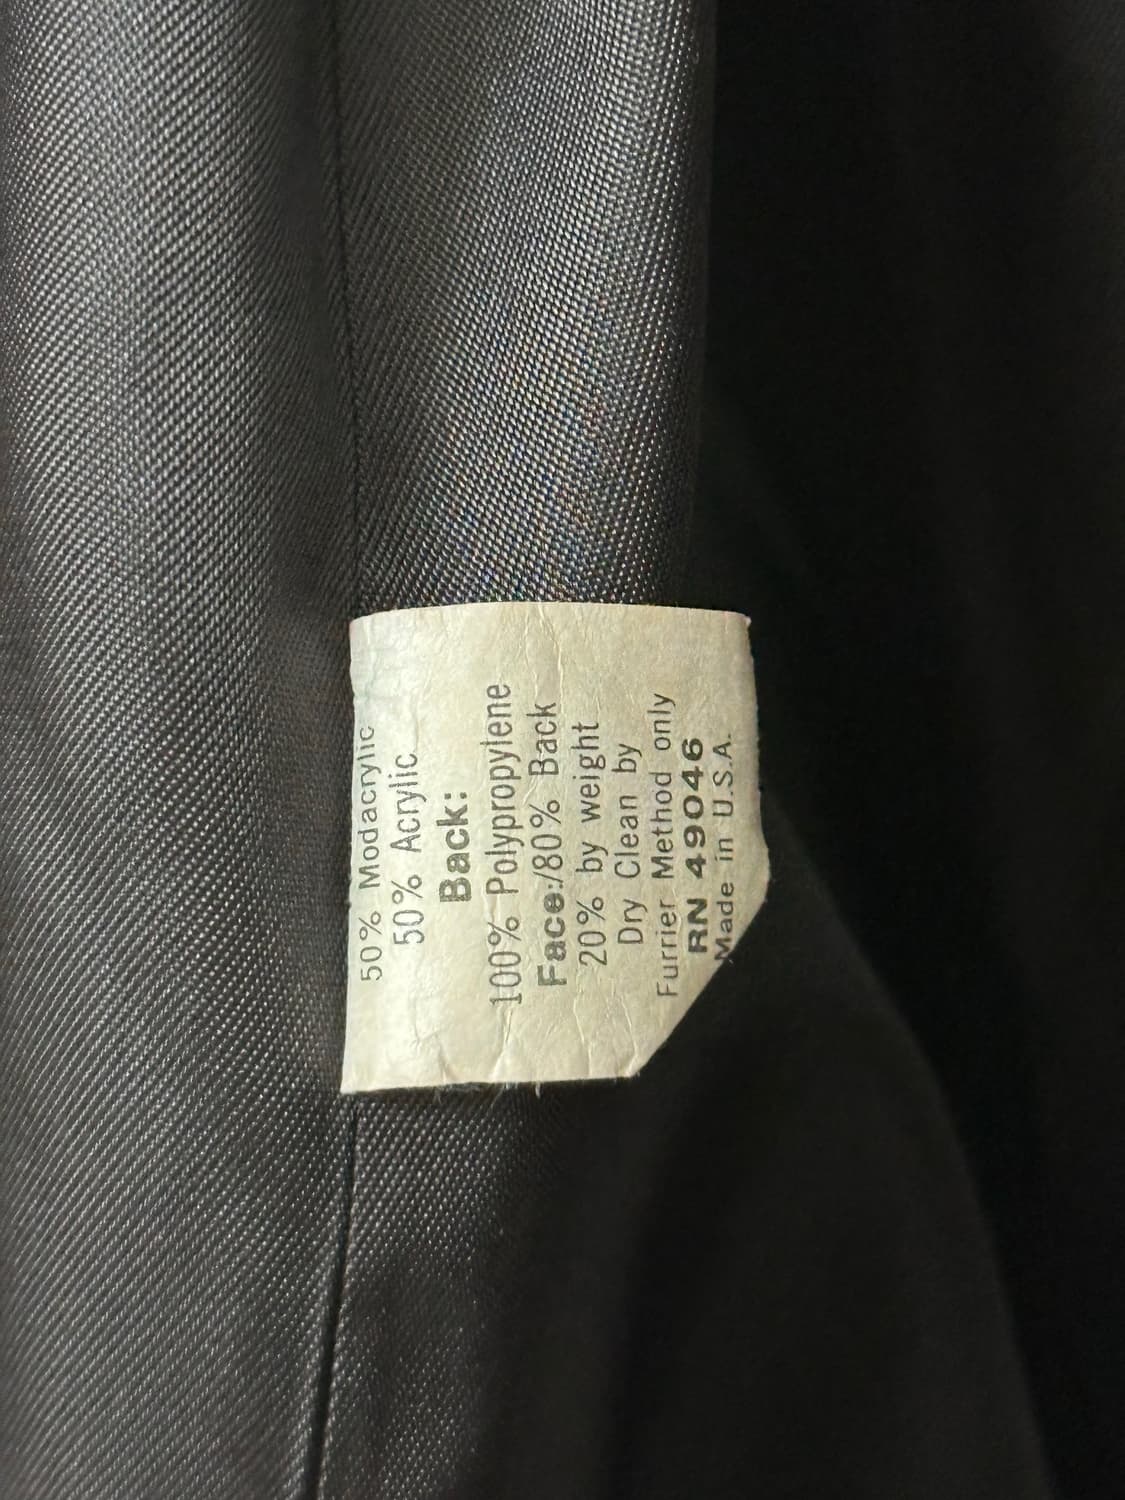 50% Modacrylic
50% Acrylic
Back:
100% Polypropylene
Face:/80% Back
20% by weight
Dry Clean by
Furrier Method only
RN 49046
Made in U.S.A.